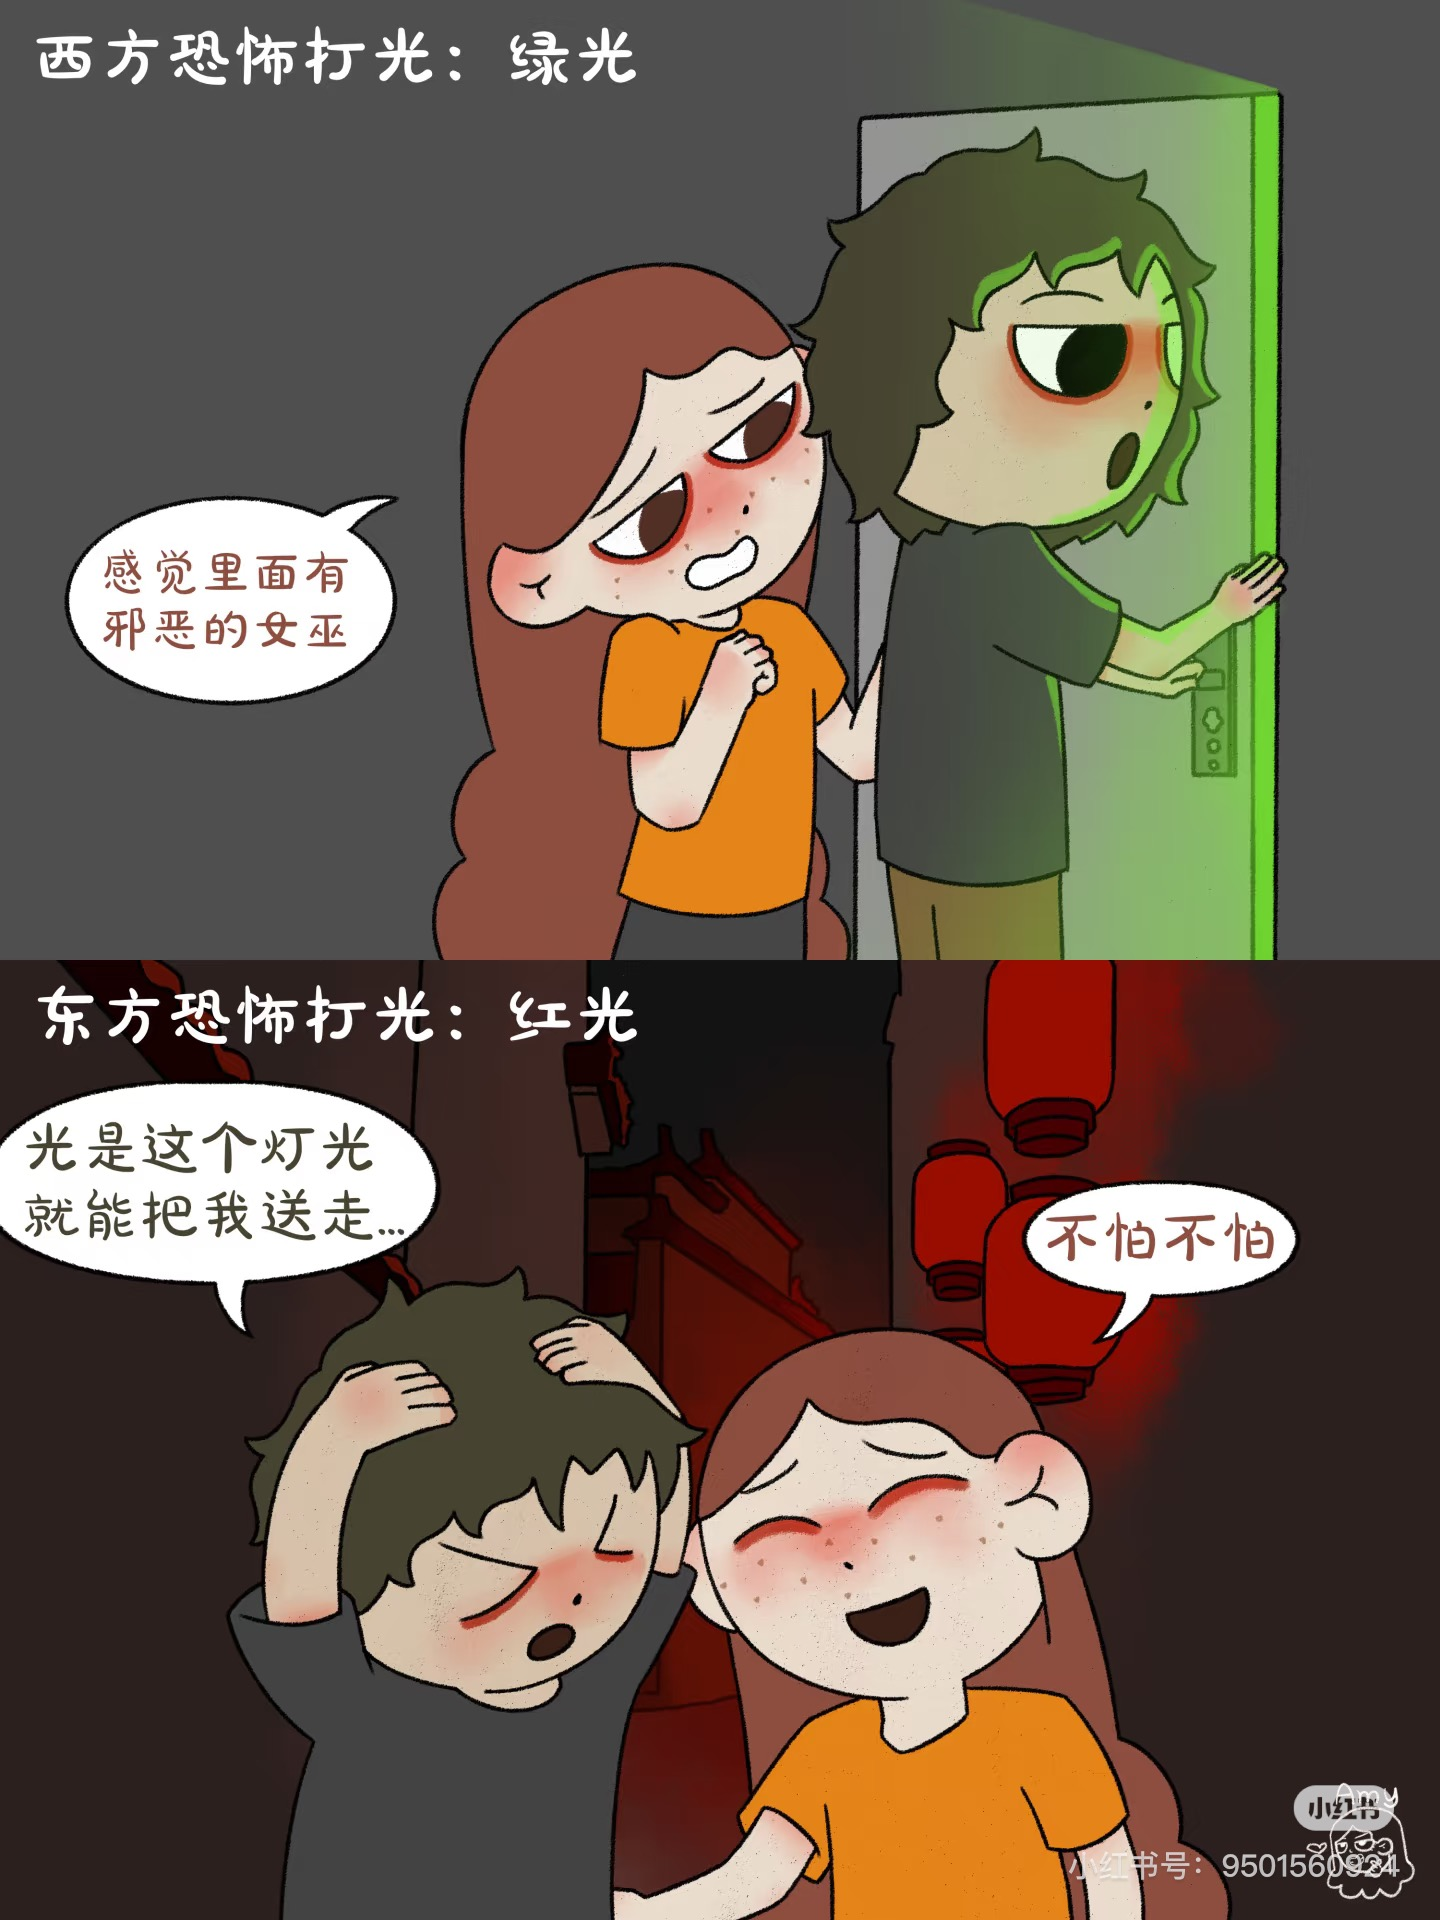 西方恐怖打光：绿光
感觉里面有
邪恶的女巫
东方恐怖打光：红光
光是这个灯光
就能把我送走...
不怕不怕
Amy
小红书
小红书号：9501560924